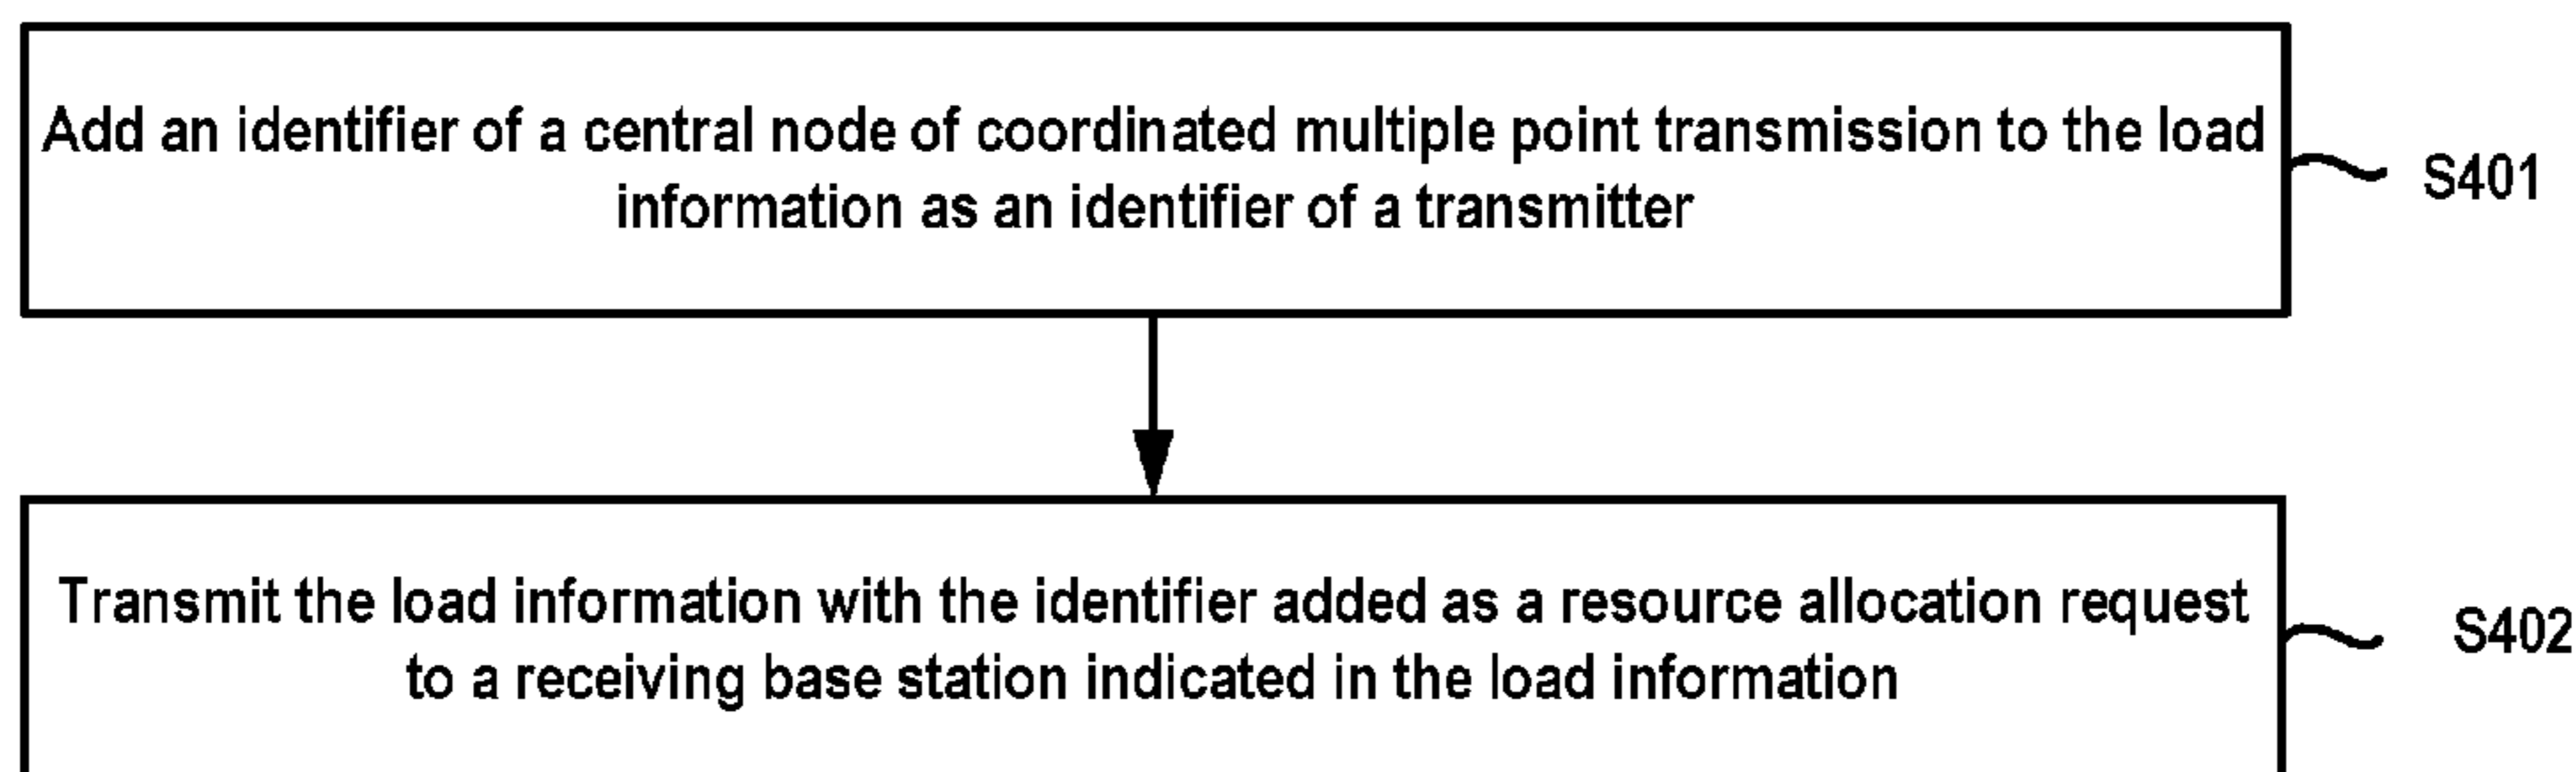 Add an identifier of a central node of coordinated multiple point transmission to the load
information as an identifier of a transmitter
S401
Transmit the load information with the identifier added as a resource allocation request
to a receiving base station indicated in the load information
S402